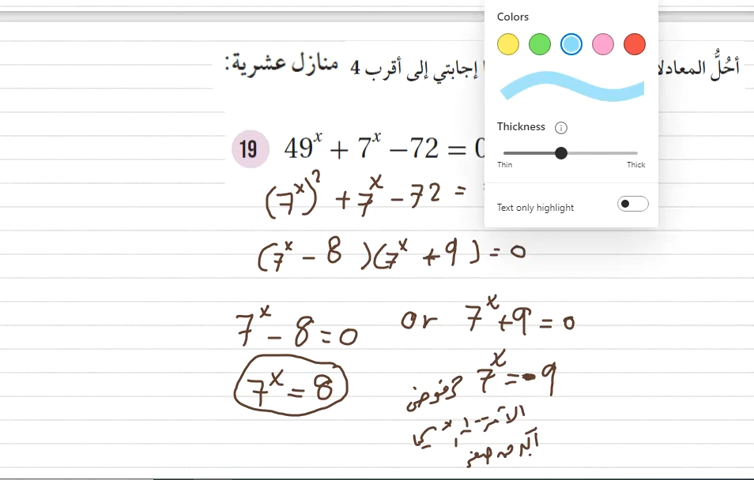 Colors
أحُلُّ المعادلا إجابتي إلى أقرب 4 منازل عشرية:
Thickness
Thin Thick
Text only highlight
19 49^x + 7^x − 72 = 0
(7^x)^2 + 7^x − 72 =
(7^x − 8)(7^x + 9) = 0
7^x − 8 = 0 or 7^x + 9 = 0
7^x = 8 7^x = −9 مرفوض